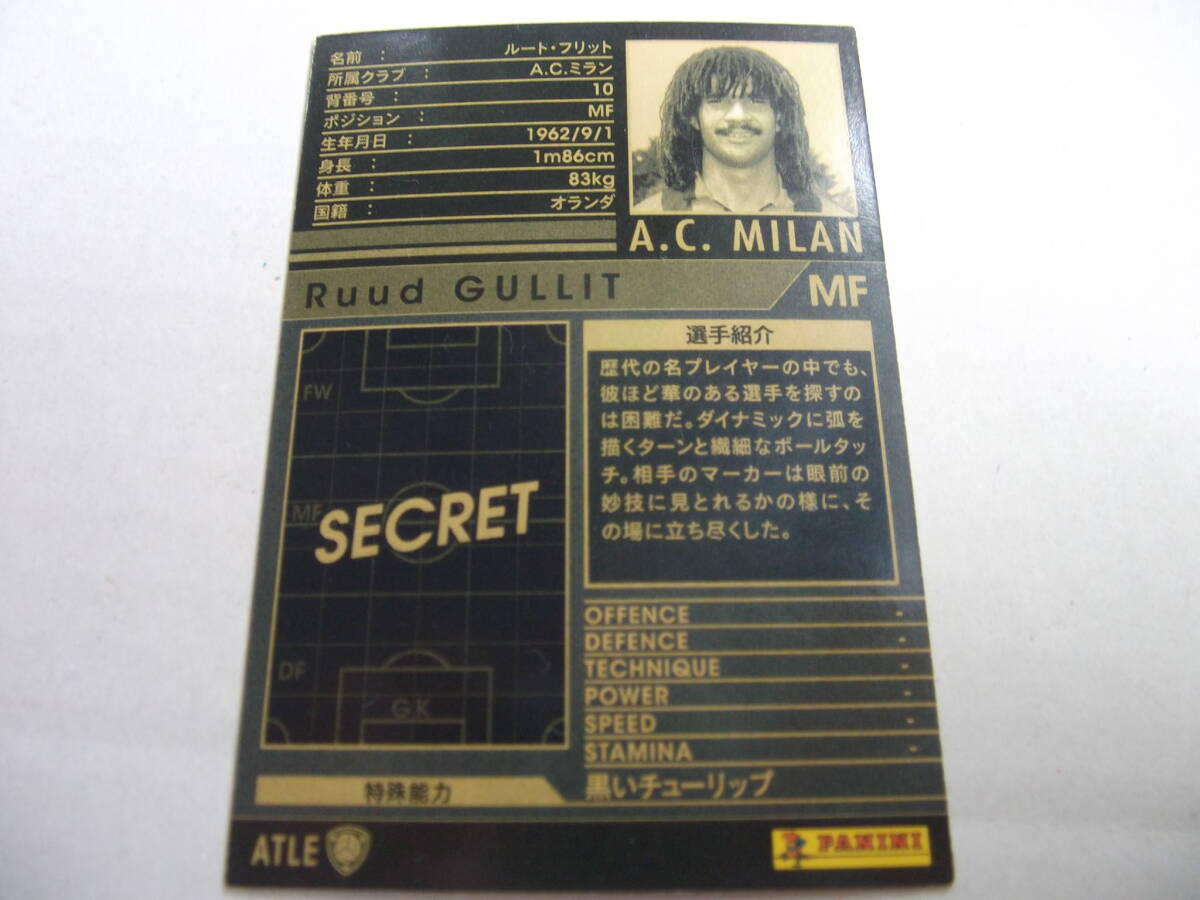 名前 : ルート・フリット
所属クラブ : A.C.ミラン
背番号 : 10
ポジション : MF
生年月日 : 1962/9/1
身長 : 1m86cm
体重 : 83kg
国籍 : オランダ
A.C. MILAN
Ruud GULLIT
MF
FW
MF
SECRET
DF
G.K
選手紹介
歴代の名プレイヤーの中でも、
彼ほど華のある選手を探すの
は困難だ。ダイナミックに弧を
描くターンと繊細なボールタッ
チ。相手のマーカーは眼前の
妙技に見とれるかの様に、そ
の場に立ち尽くした。
OFFENCE -
DEFENCE -
TECHNIQUE -
POWER -
SPEED -
STAMINA -
特殊能力 黒いチューリップ
ATLE
PANINI